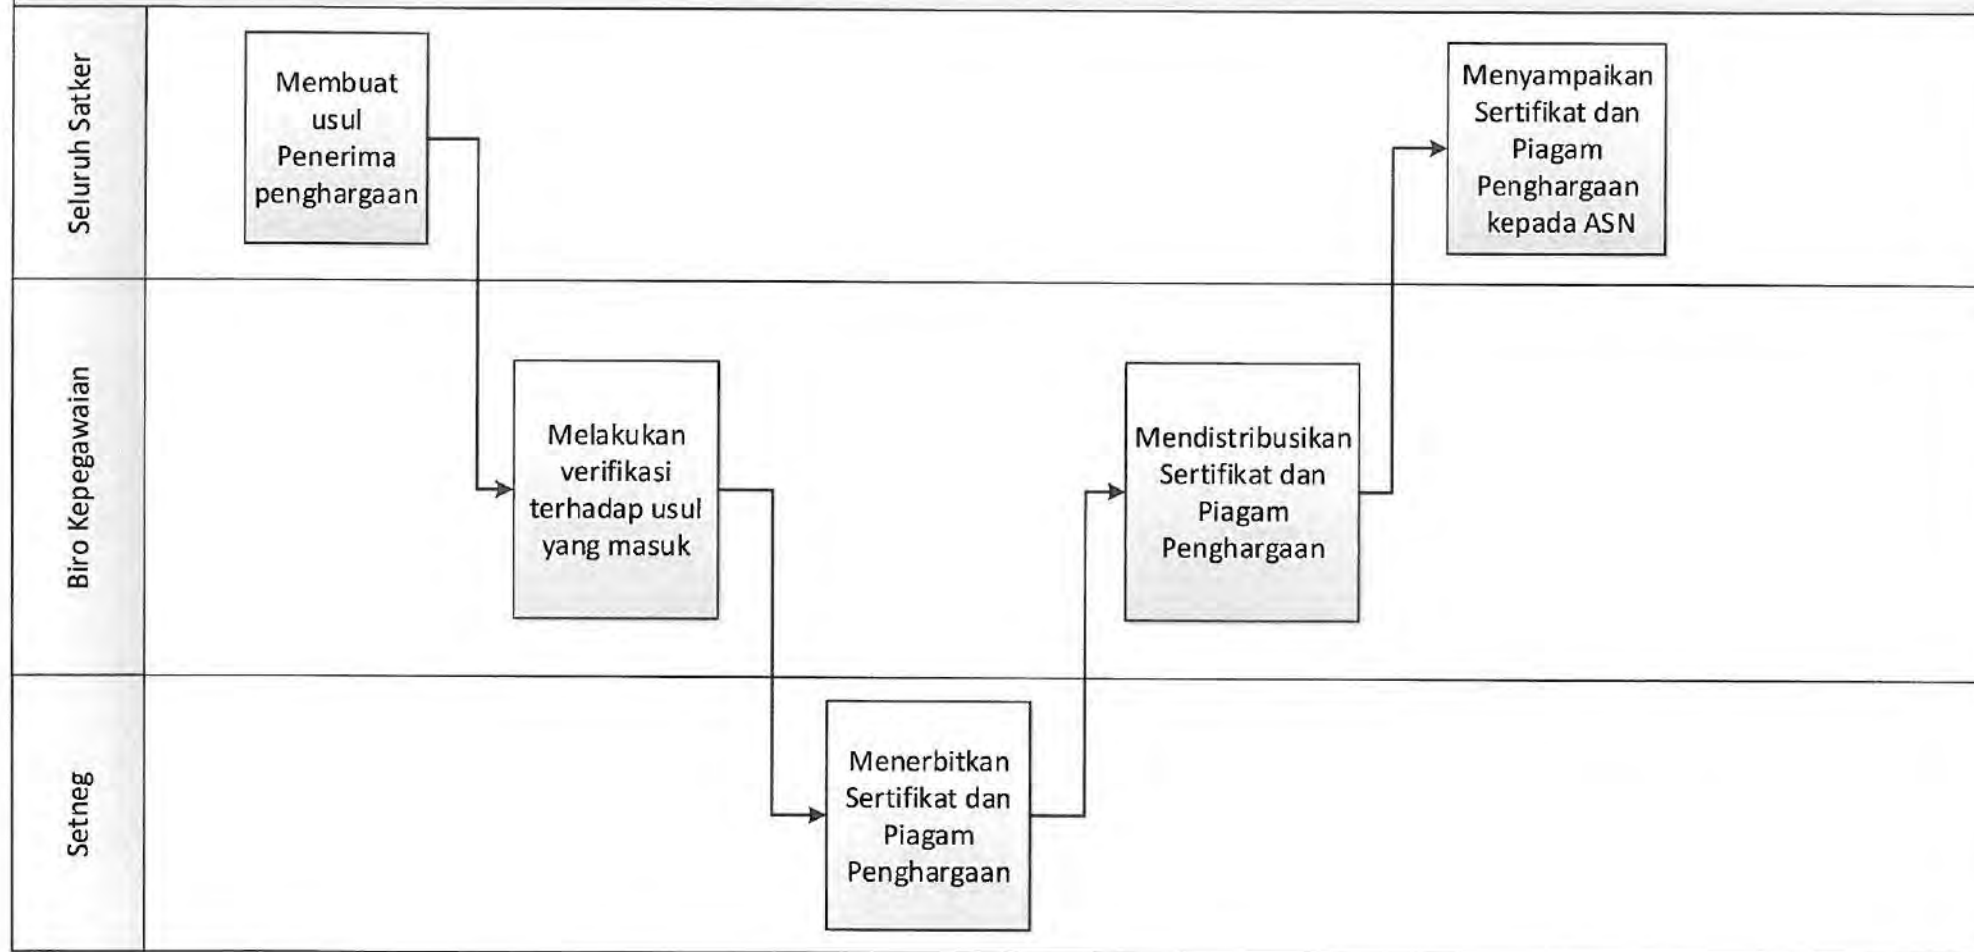 Seluruh Satker
Membuat
usul
Penerima
penghargaan
Menyampaikan
Sertifikat dan
Piagam
Penghargaan
kepada ASN
Biro Kepegawaian
Melakukan
verifikasi
terhadap usul
yang masuk
Mendistribusikan
Sertifikat dan
Piagam
Penghargaan
Setneg
Menerbitkan
Sertifikat dan
Piagam
Penghargaan